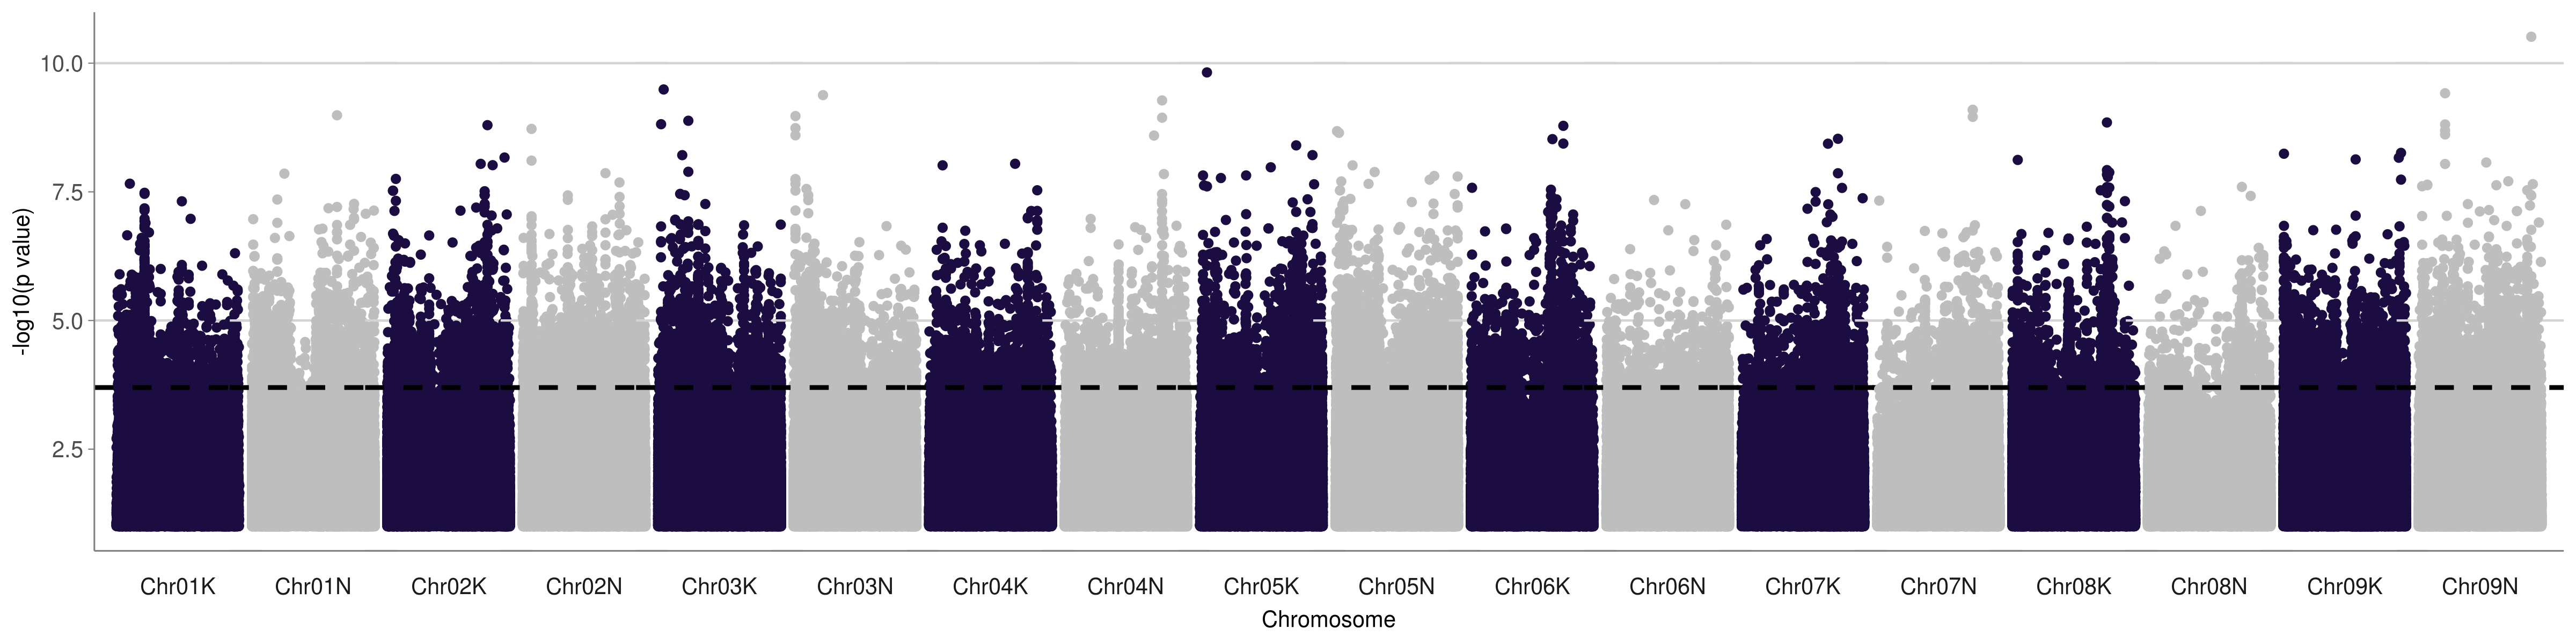 10.0
7.5
5.0
2.5
-log10(p value)
Chr01K Chr01N Chr02K Chr02N Chr03K Chr03N Chr04K Chr04N Chr05K Chr05N Chr06K Chr06N Chr07K Chr07N Chr08K Chr08N Chr09K Chr09N
Chromosome